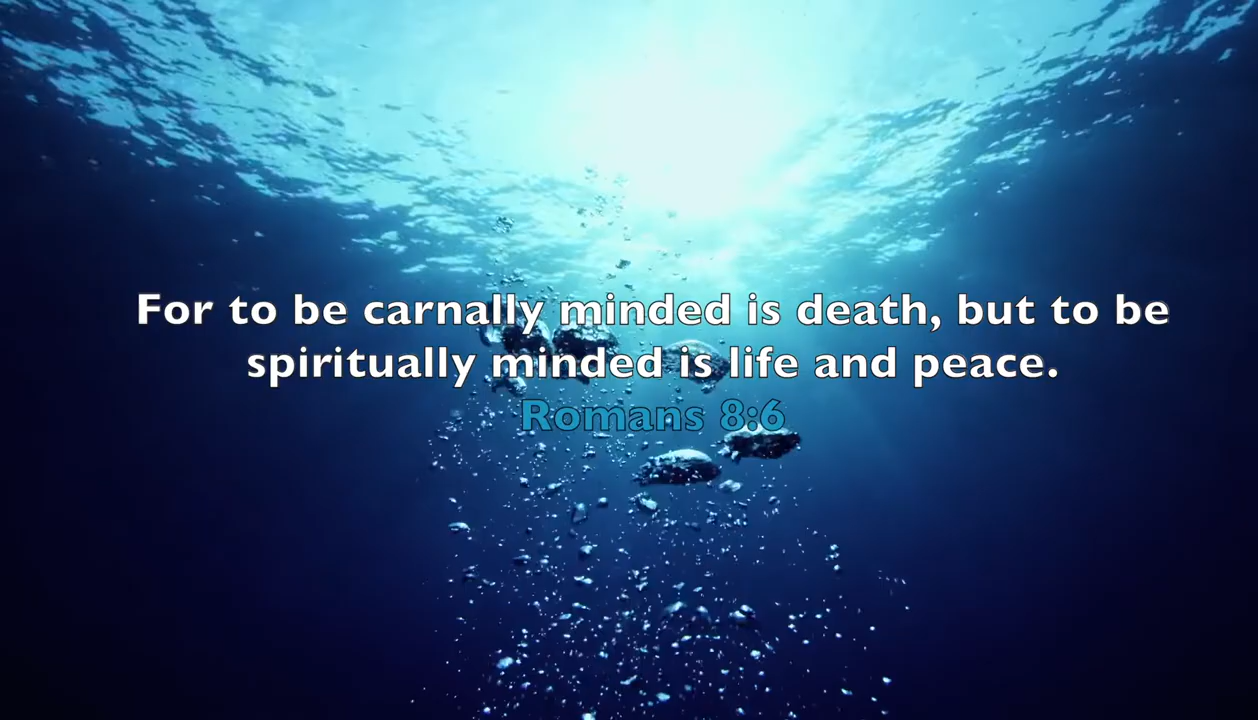 For to be carnally minded is death, but to be
spiritually minded is life and peace.
Romans 8:6